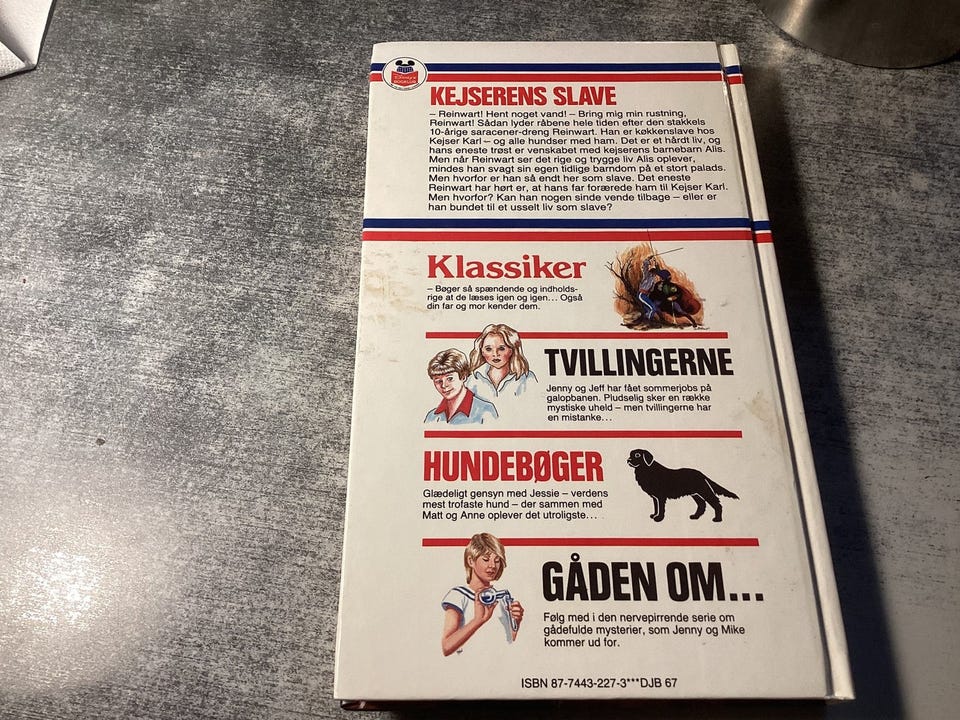 Disney's
BOGKLUB
KEJSERENS SLAVE
– Reinwart! Hent noget vand! – Bring mig min rustning,
Reinwart! Sådan lyder råbene hele tiden efter den stakkels
10-årige saracener-dreng Reinwart. Han er køkkenslave hos
Kejser Karl – og alle hundser med ham. Det er et hårdt liv, og
hans eneste trøst er venskabet med kejserens barnebarn Alis.
Men når Reinwart ser det rige og trygge liv Alis oplever,
mindes han svagt sin egen tidlige barndom på et stort palads.
Men hvorfor er han så endt her som slave. Det eneste
Reinwart har hørt er, at hans far forærede ham til Kejser Karl.
Men hvorfor? Kan han nogen sinde vende tilbage – eller er
han bundet til et usselt liv som slave?
Klassiker
– Bøger så spændende og indholds-
rige at de læses igen og igen... Også
din far og mor kender dem.
TVILLINGERNE
Jenny og Jeff har fået sommerjobs på
galopbanen. Pludselig sker en række
mystiske uheld – men tvillingerne har
en mistanke...
HUNDEBØGER
Glædeligt gensyn med Jessie – verdens
mest trofaste hund – der sammen med
Matt og Anne oplever det utroligste...
GÅDEN OM...
Følg med i den nervepirrende serie om
gådefulde mysterier, som Jenny og Mike
kommer ud for.
ISBN 87-7443-227-3***DJB 67